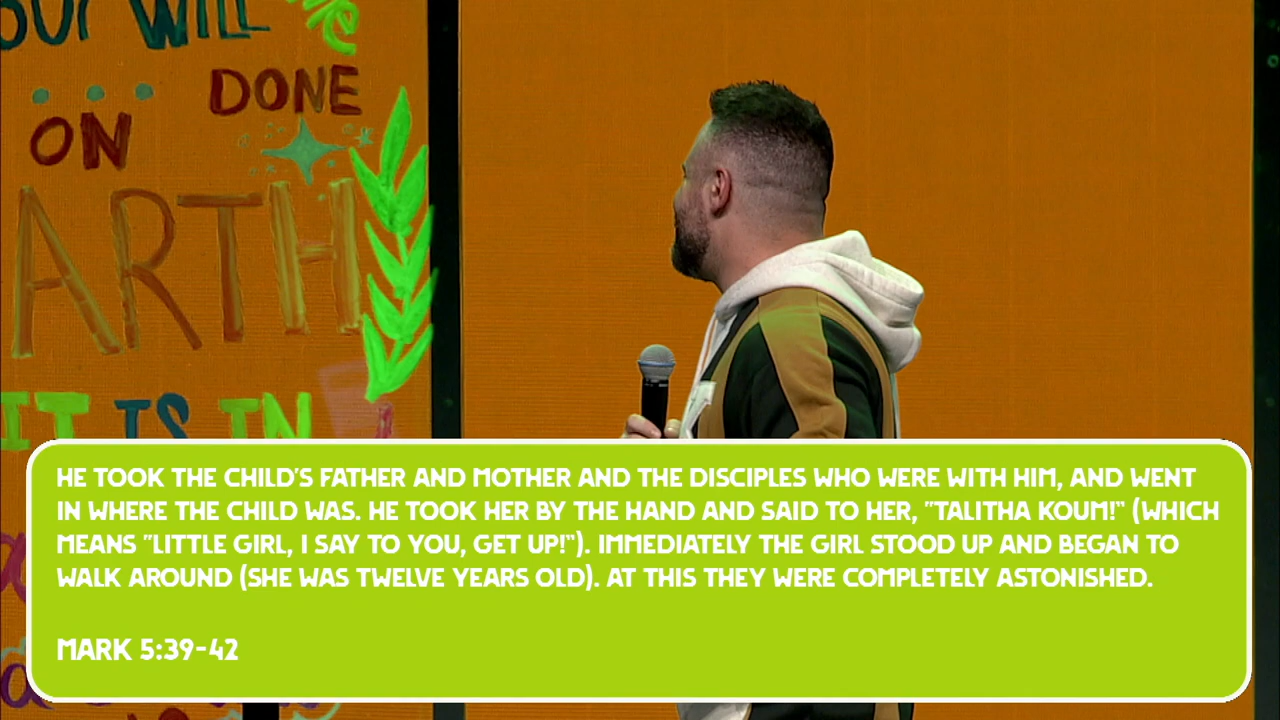 OUR WILL
me
DONE
ON
ARTH
IT IS IN
HE TOOK THE CHILD'S FATHER AND MOTHER AND THE DISCIPLES WHO WERE WITH HIM, AND WENT
IN WHERE THE CHILD WAS. HE TOOK HER BY THE HAND AND SAID TO HER, "TALITHA KOUM!" (WHICH
MEANS "LITTLE GIRL, I SAY TO YOU, GET UP!"). IMMEDIATELY THE GIRL STOOD UP AND BEGAN TO
WALK AROUND (SHE WAS TWELVE YEARS OLD). AT THIS THEY WERE COMPLETELY ASTONISHED.
MARK 5:39-42